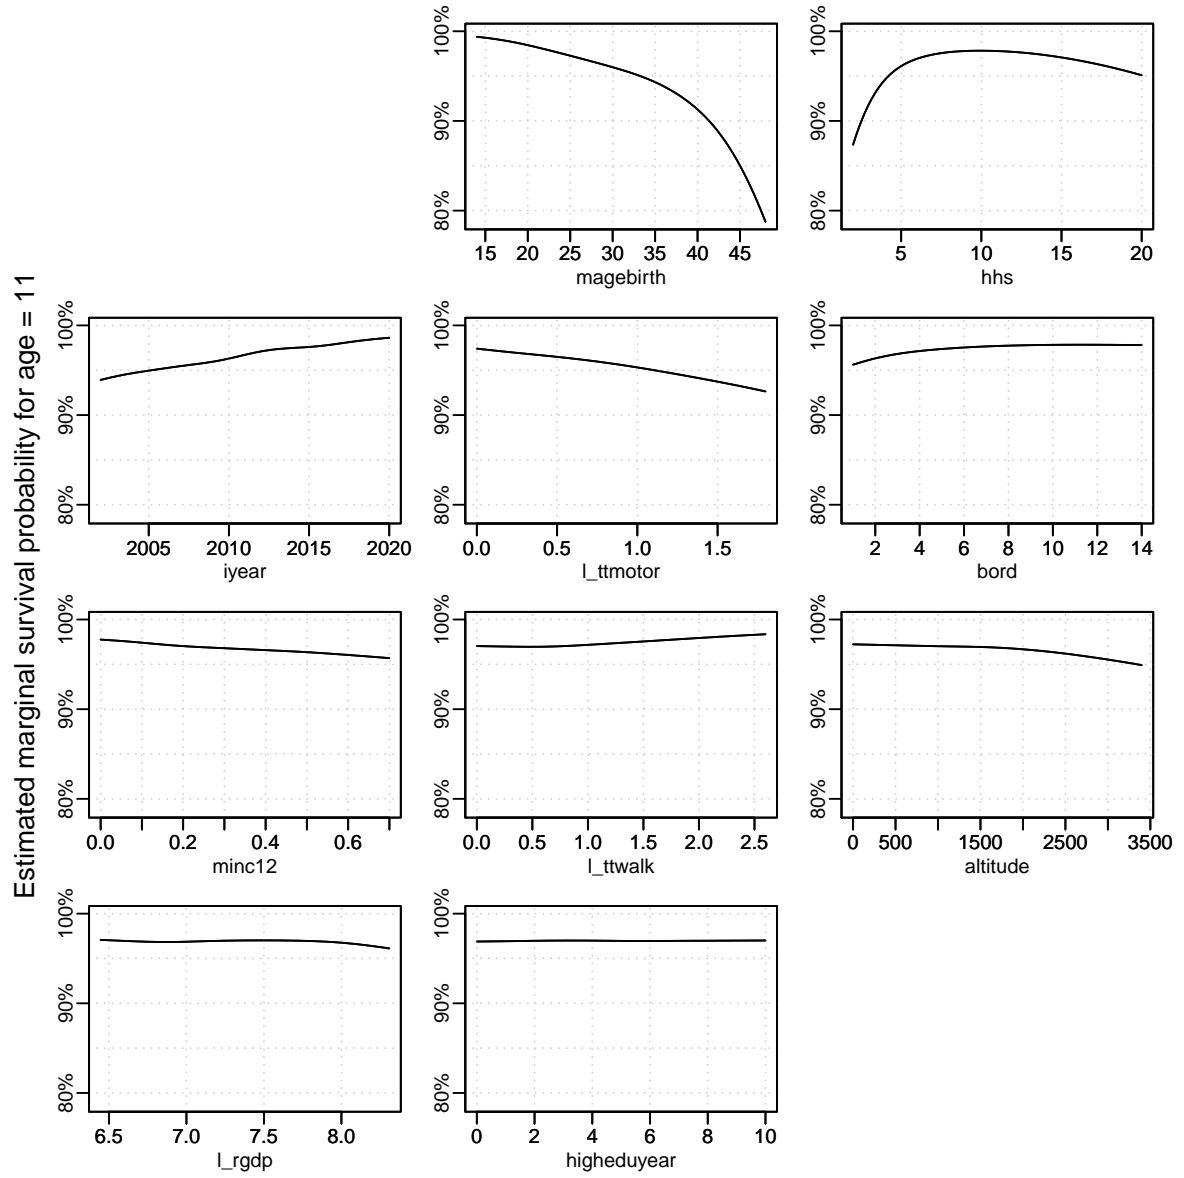 Estimated marginal survival probability for age = 11
80% 90% 100%
15 20 25 30 35 40 45
magebirth
80% 90% 100%
5 10 15 20
hhs
80% 90% 100%
2005 2010 2015 2020
iyear
80% 90% 100%
0.0 0.5 1.0 1.5
l_ttmotor
80% 90% 100%
2 4 6 8 10 12 14
bord
80% 90% 100%
0.0 0.2 0.4 0.6
minc12
80% 90% 100%
0.0 0.5 1.0 1.5 2.0 2.5
l_ttwalk
80% 90% 100%
0 500 1500 2500 3500
altitude
80% 90% 100%
6.5 7.0 7.5 8.0
l_rgdp
80% 90% 100%
0 2 4 6 8 10
higheduyear